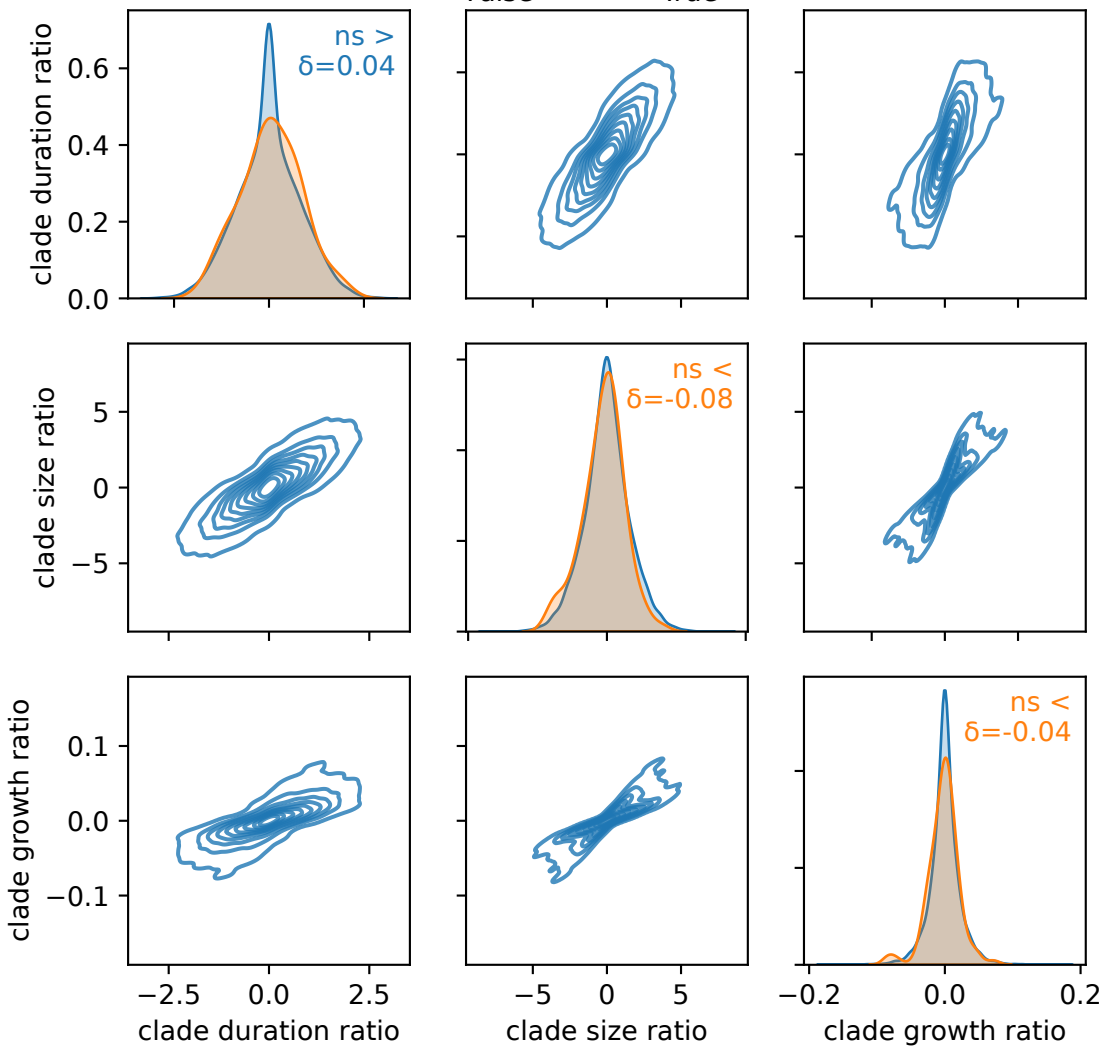 clade duration ratio
0.6
0.4
0.2
0.0
ns >
δ=0.04
clade size ratio
5
0
−5
ns <
δ=-0.08
clade growth ratio
0.1
0.0
−0.1
ns <
δ=-0.04
−2.5 0.0 2.5
−5 0 5
−0.2 0.0 0.2
clade duration ratio
clade size ratio
clade growth ratio